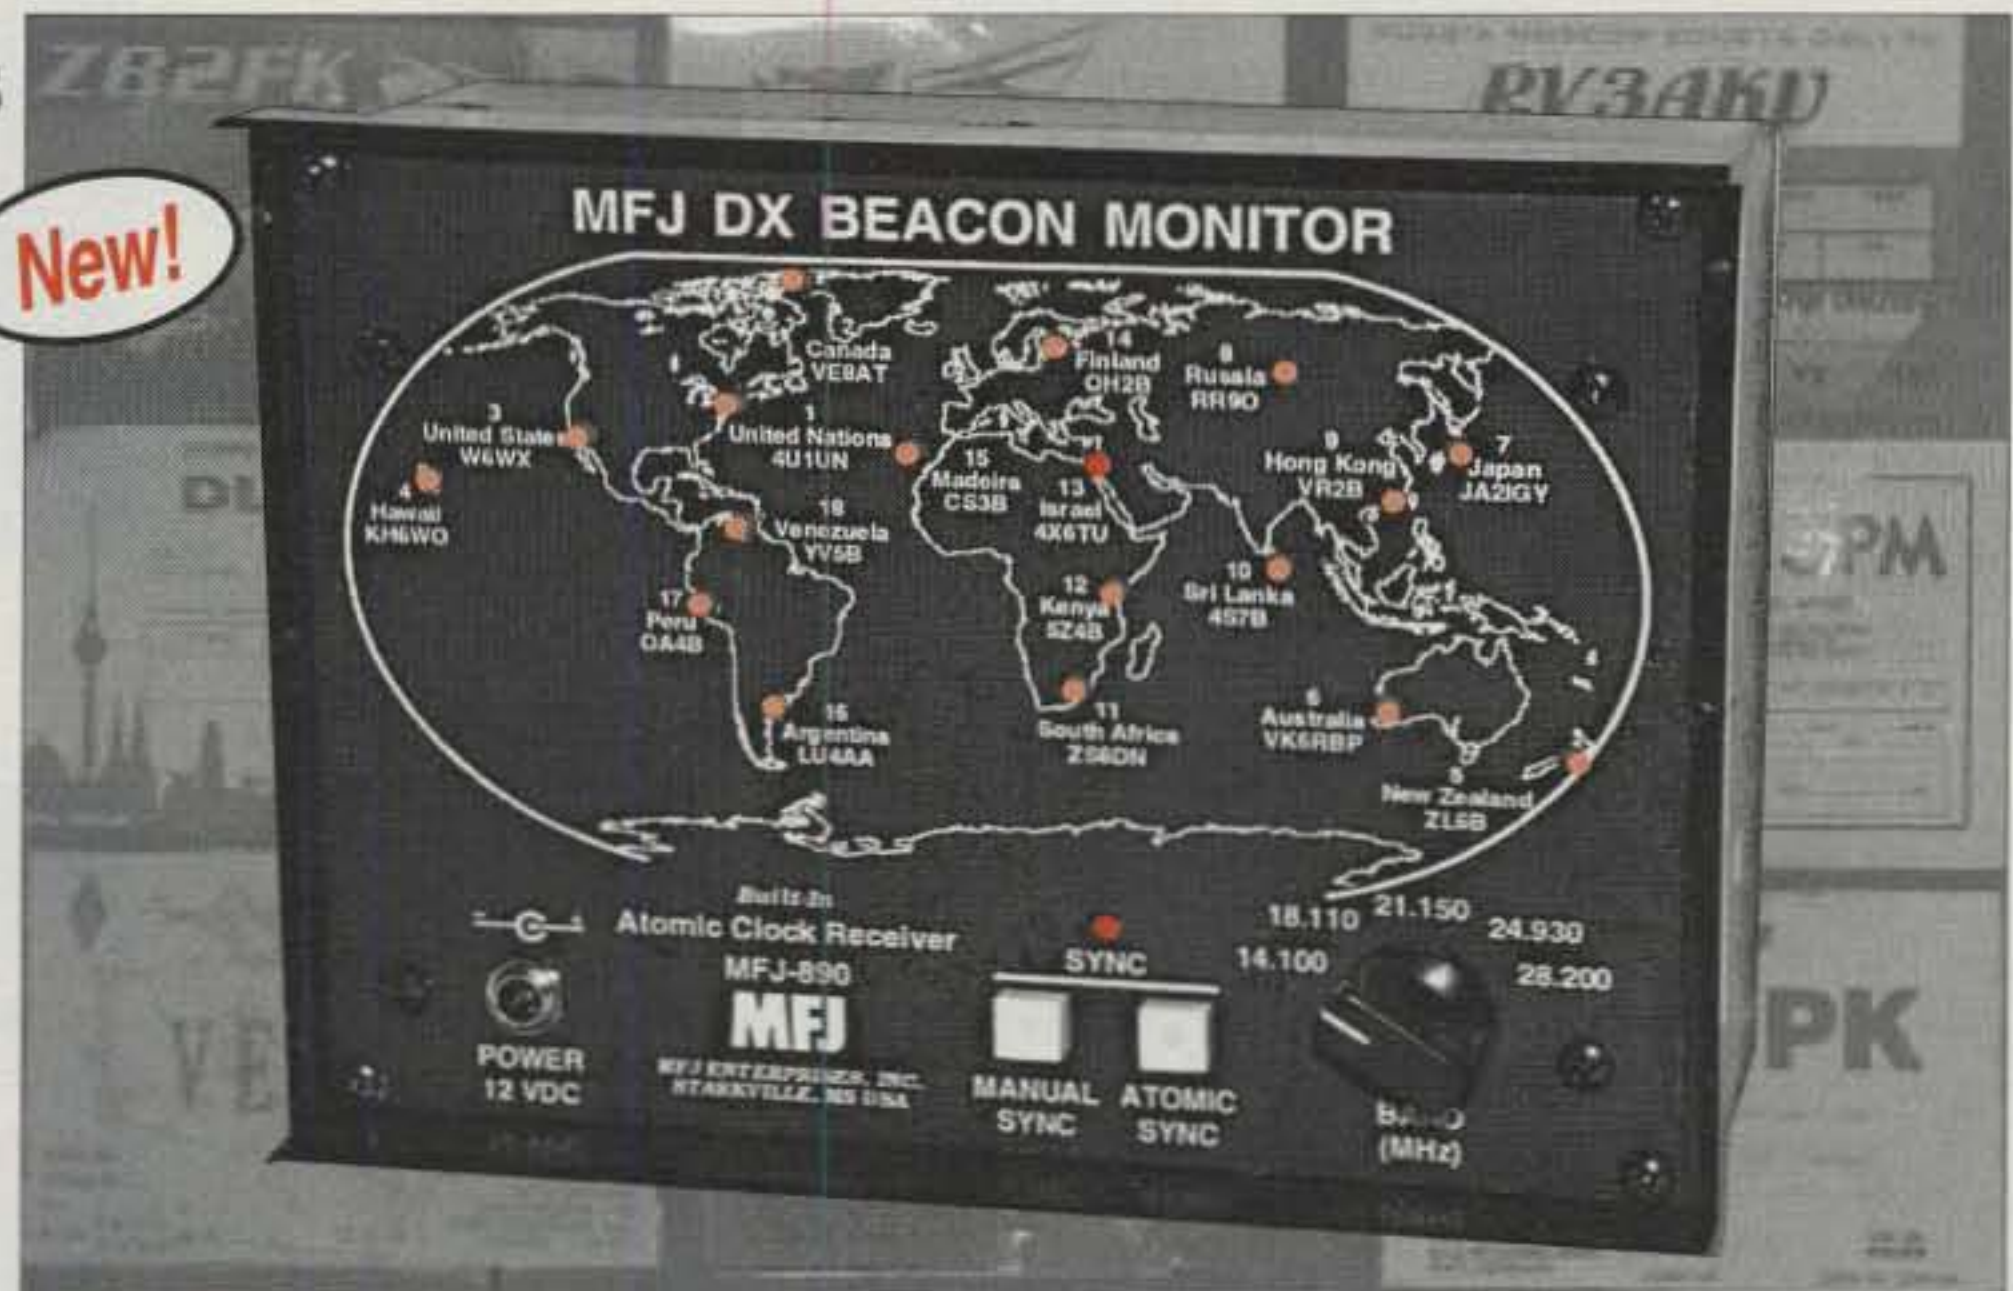 ZB2FK
RV3AKV
New!
MFJ DX BEACON MONITOR
2
Canada
VE8AT
14
Finland
OH2B
8
Russia
RR9O
3
United States
W6WX
1
United Nations
4U1UN
15
Madeira
CS3B
13
Israel
4X6TU
9
Hong Kong
VR2B
7
Japan
JA2IGY
4
Hawaii
KH6WO
18
Venezuela
YV5B
17
Peru
OA4B
12
Kenya
5Z4B
10
Sri Lanka
4S7B
16
Argentina
LU4AA
11
South Africa
ZS6DN
6
Australia
VK6RBP
5
New Zealand
ZL6B
Built-In
Atomic Clock Receiver
MFJ-890
MFJ
MFJ ENTERPRISES, INC.
STARKVILLE, MS USA
POWER
12 VDC
SYNC
MANUAL
SYNC
ATOMIC
SYNC
14.100
18.110
21.150
24.930
28.200
BAND
(MHz)
PM
PK
VE